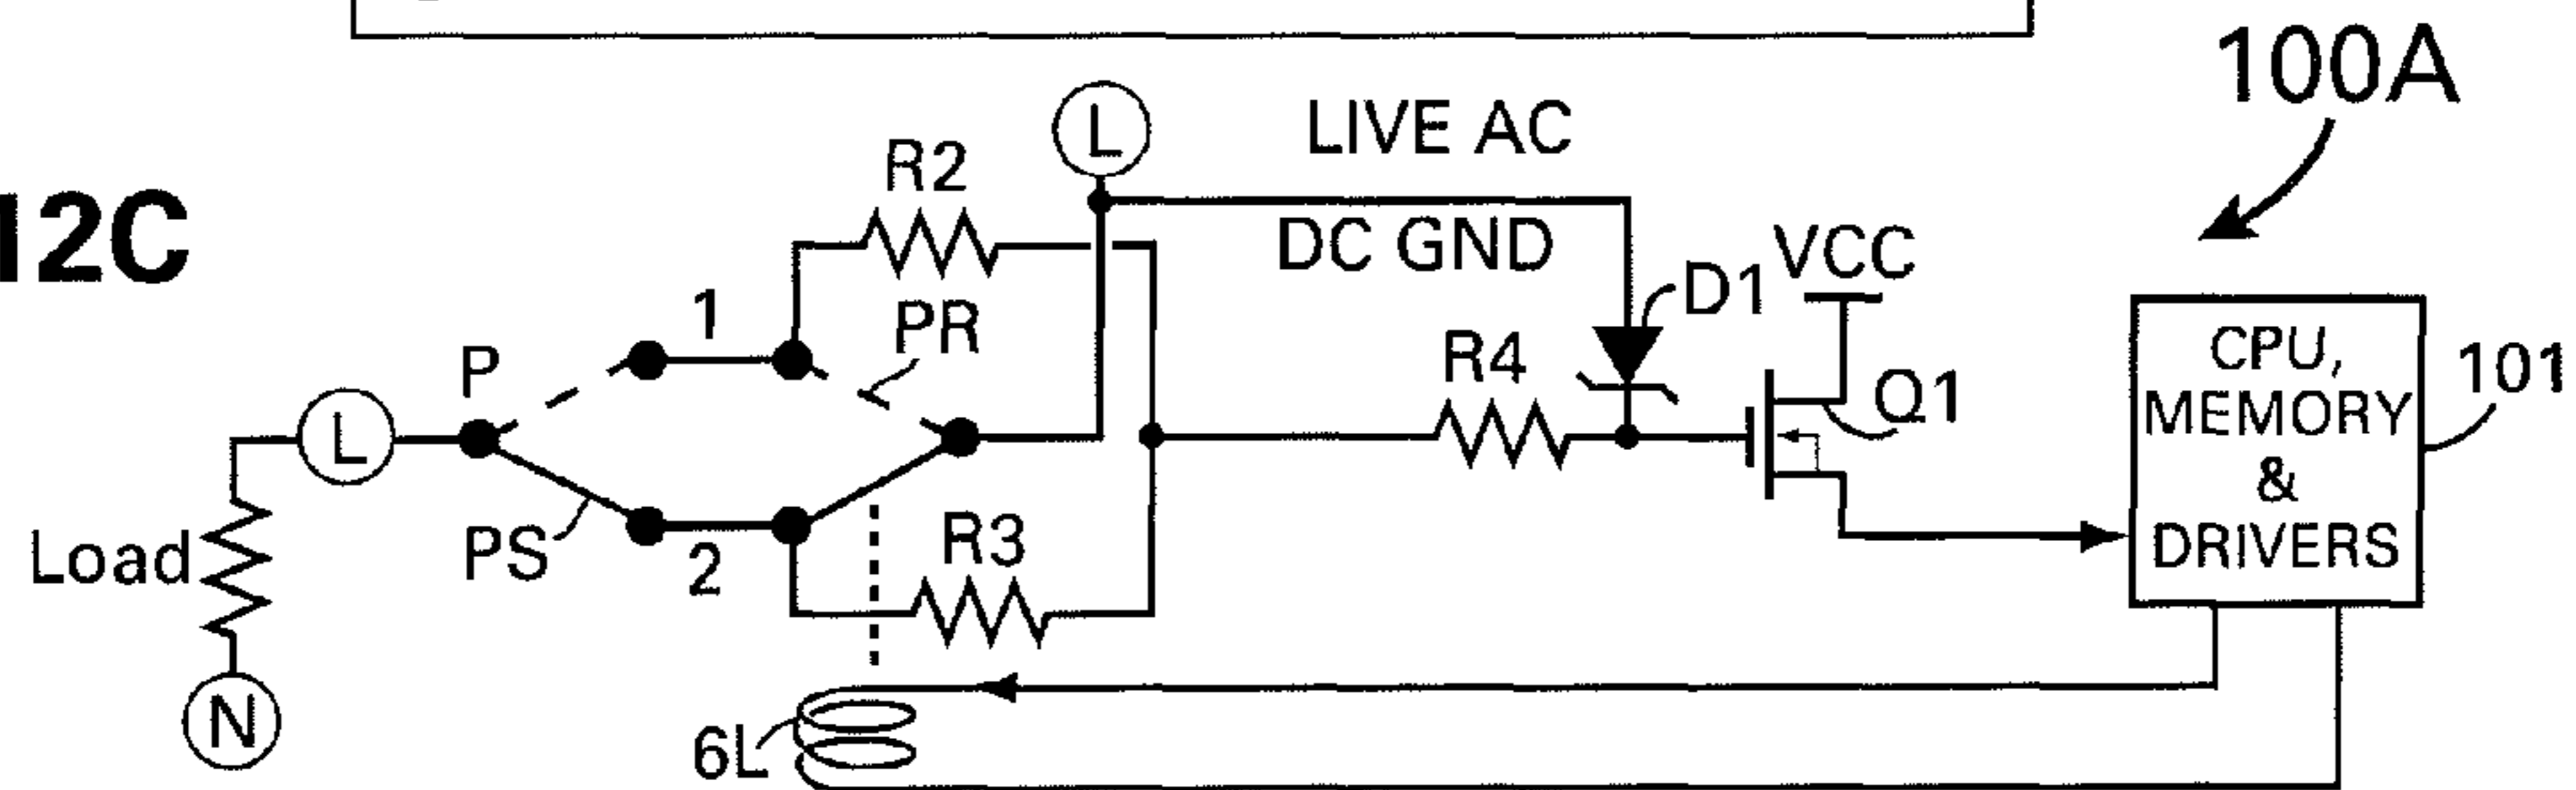 100A
L
LIVE AC
R2
12C
DC GND
VCC
D1
1
PR
P
R4
CPU,
MEMORY
&
DRIVERS
101
Q1
L
Load
PS
2
R3
N
6L